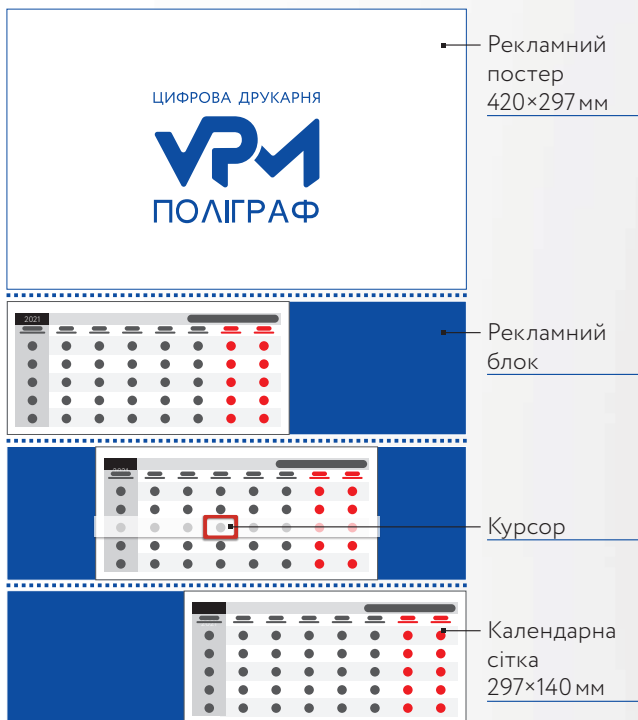 ЦИФРОВА ДРУКАРНЯ
VPM
ПОЛІГРАФ
Рекламний
постер
420×297 мм
2021
Рекламний
блок
Курсор
Календарна
сітка
297×140 мм